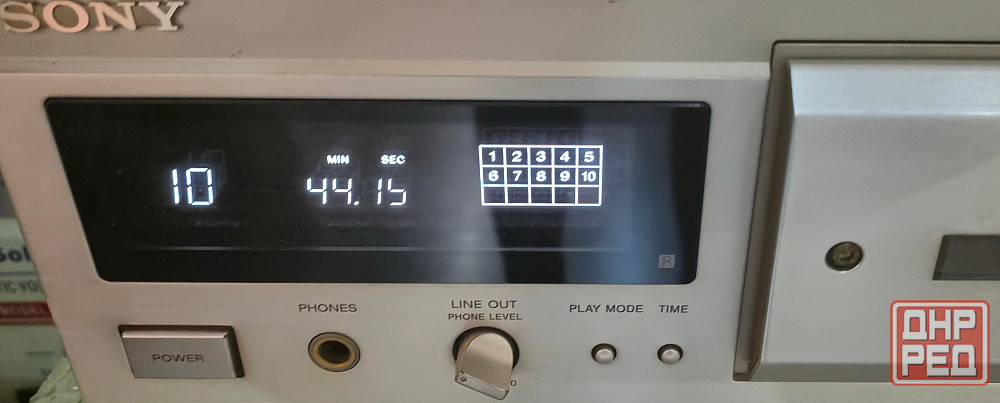 SONY
MIN SEC
10 44.15
1 2 3 4 5
6 7 8 9 10
R
PHONES
LINE OUT
PHONE LEVEL
PLAY MODE
TIME
POWER
ДНР
РЕД